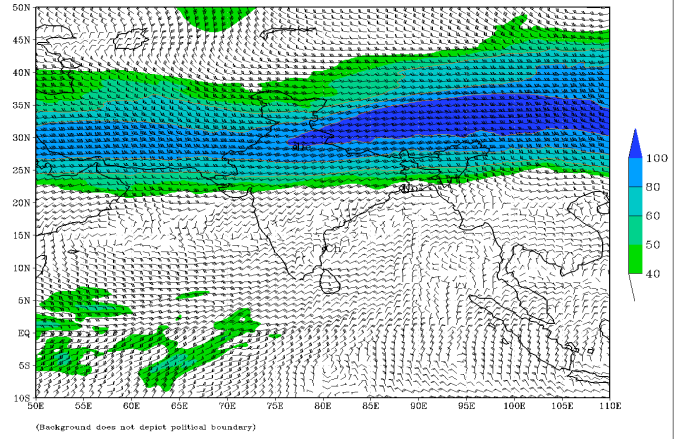 50N
45N
40N
35N
30N
25N
20N
15N
10N
5N
EQ
5S
10S
50E 55E 60E 65E 70E 75E 80E 85E 90E 95E 100E 105E 110E
100
80
60
50
40
(Background does not depict political boundary)